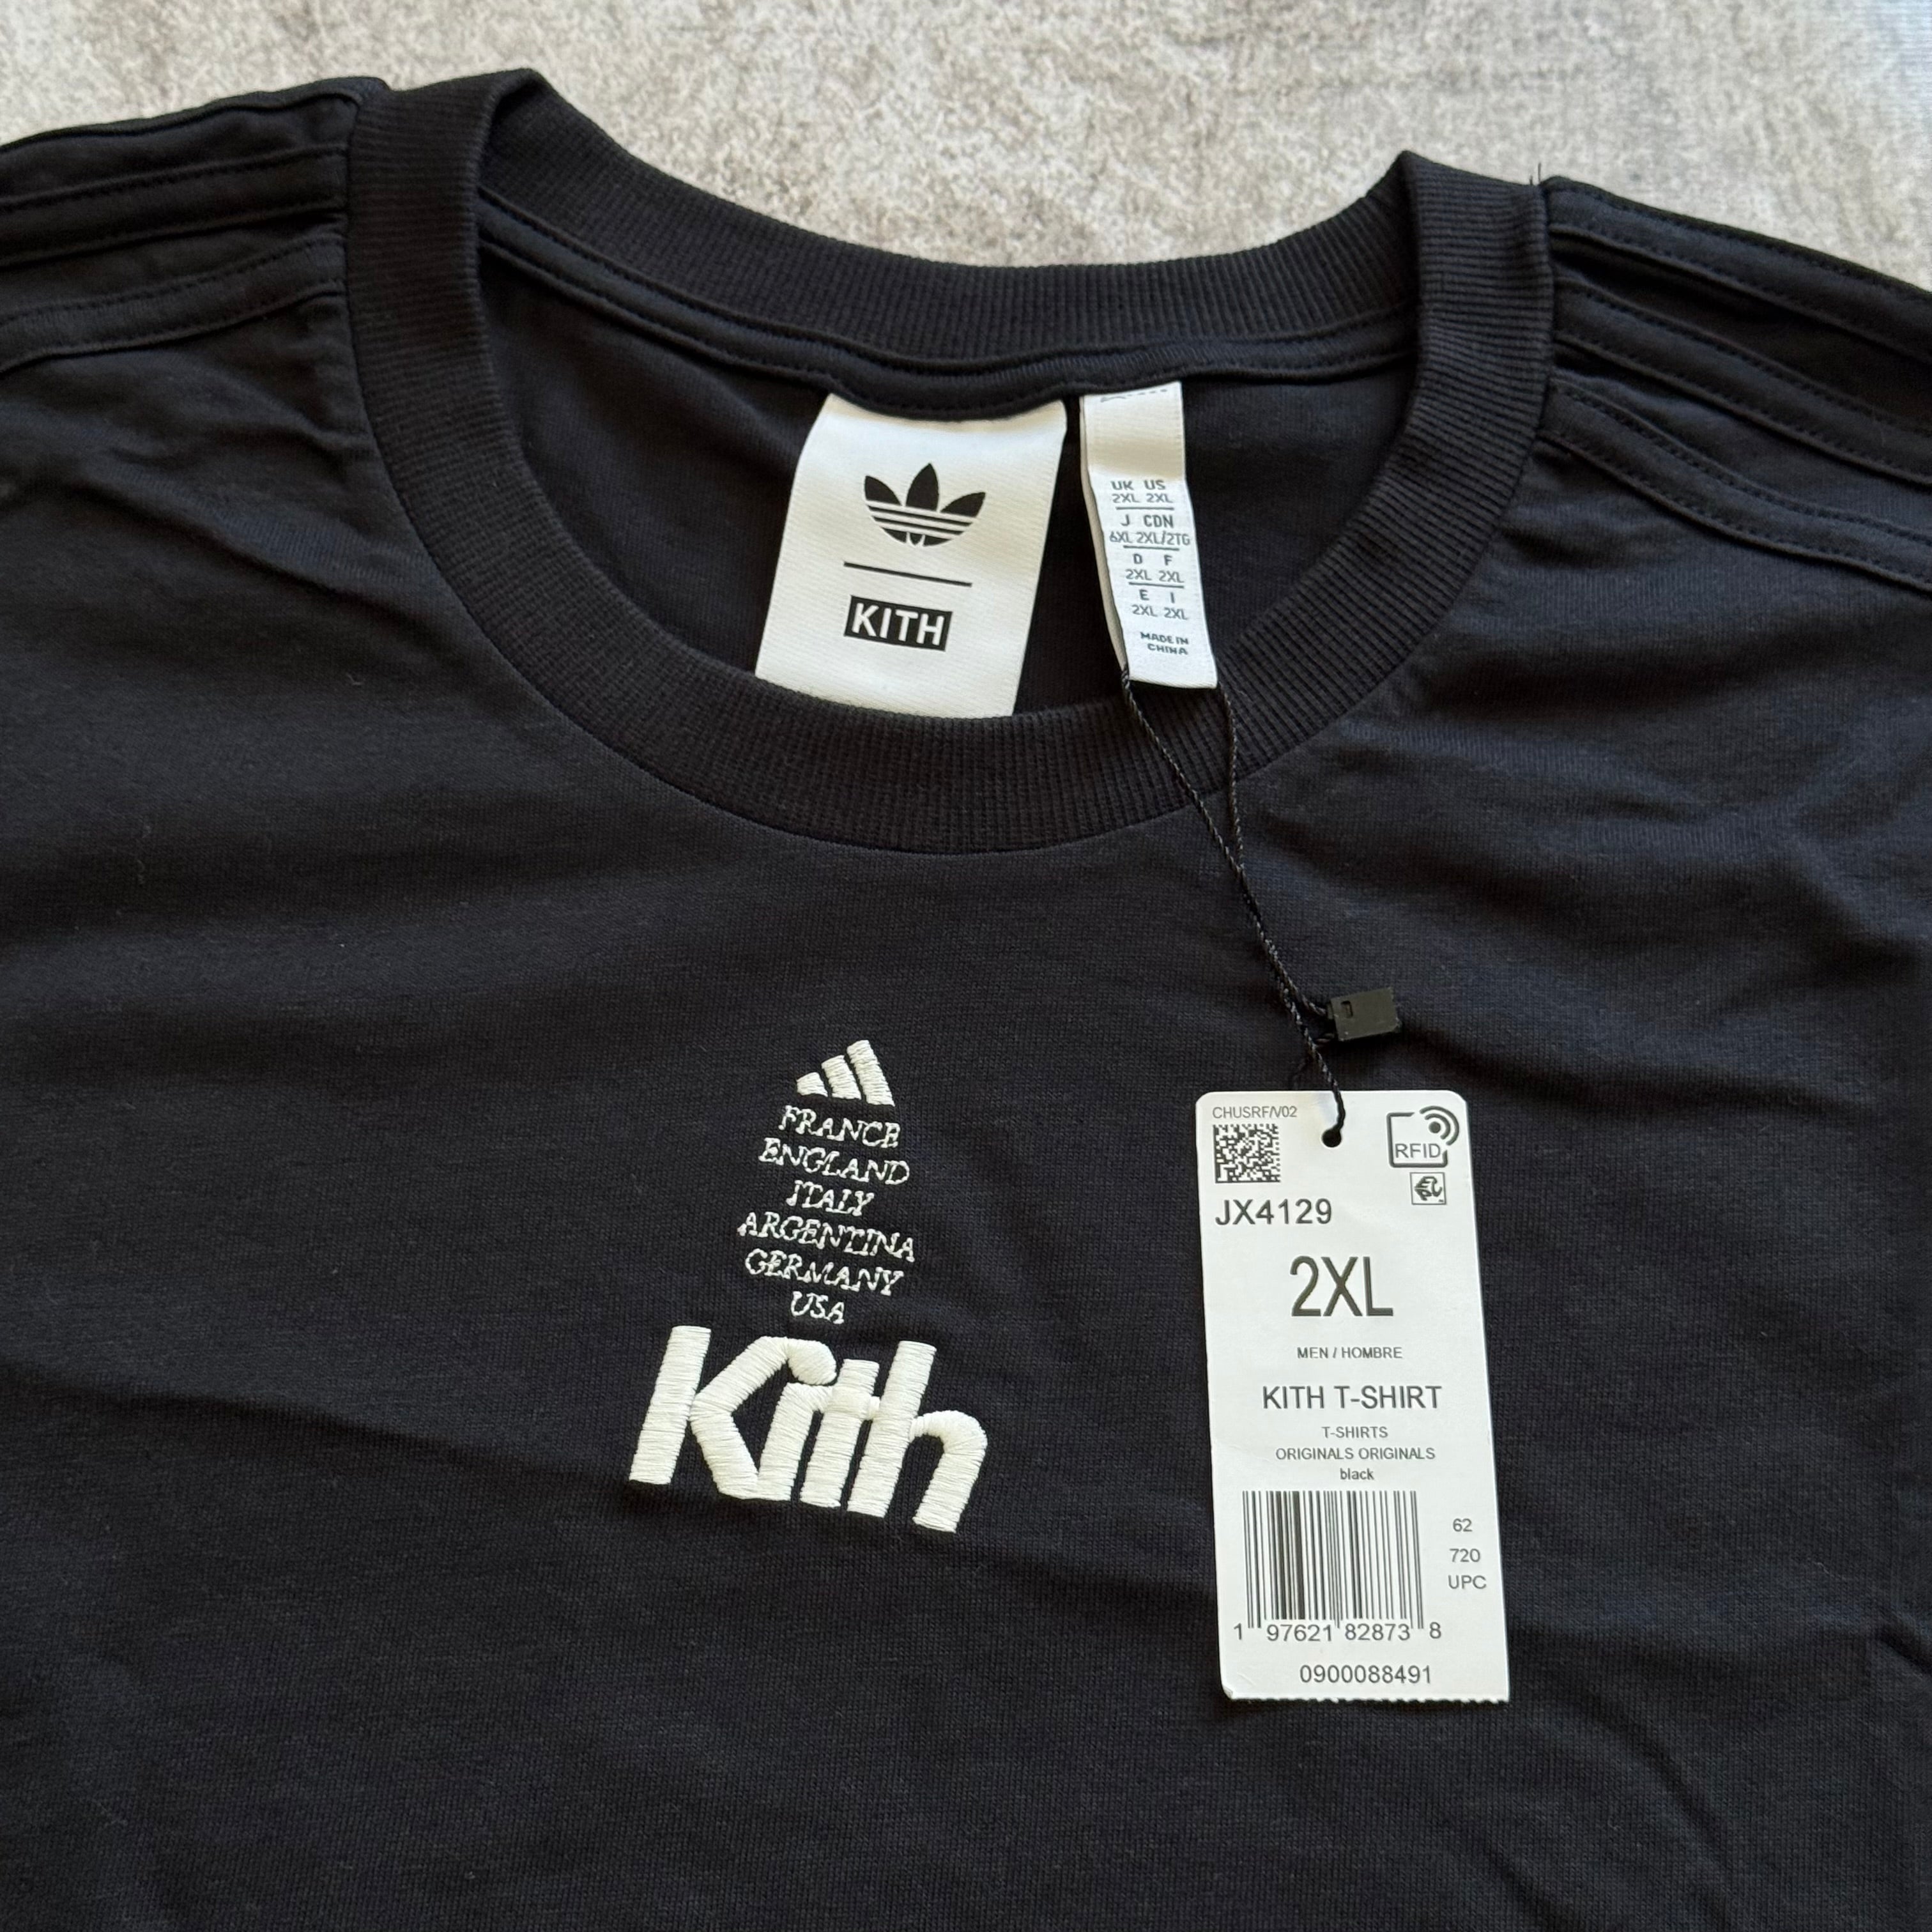 KITH
UK US
2XL 2XL
J CDN
6XL 2XL/2TG
D F
2XL 2XL
E I
2XL 2XL
MADE IN
CHINA
FRANCE
ENGLAND
ITALY
ARGENTINA
GERMANY
USA
Kith
CHUSRF/V02
RFID
JX4129
2XL
MEN / HOMBRE
KITH T-SHIRT
T-SHIRTS
ORIGINALS ORIGINALS
black
62
720
UPC
1 97621 82873 8
0900088491